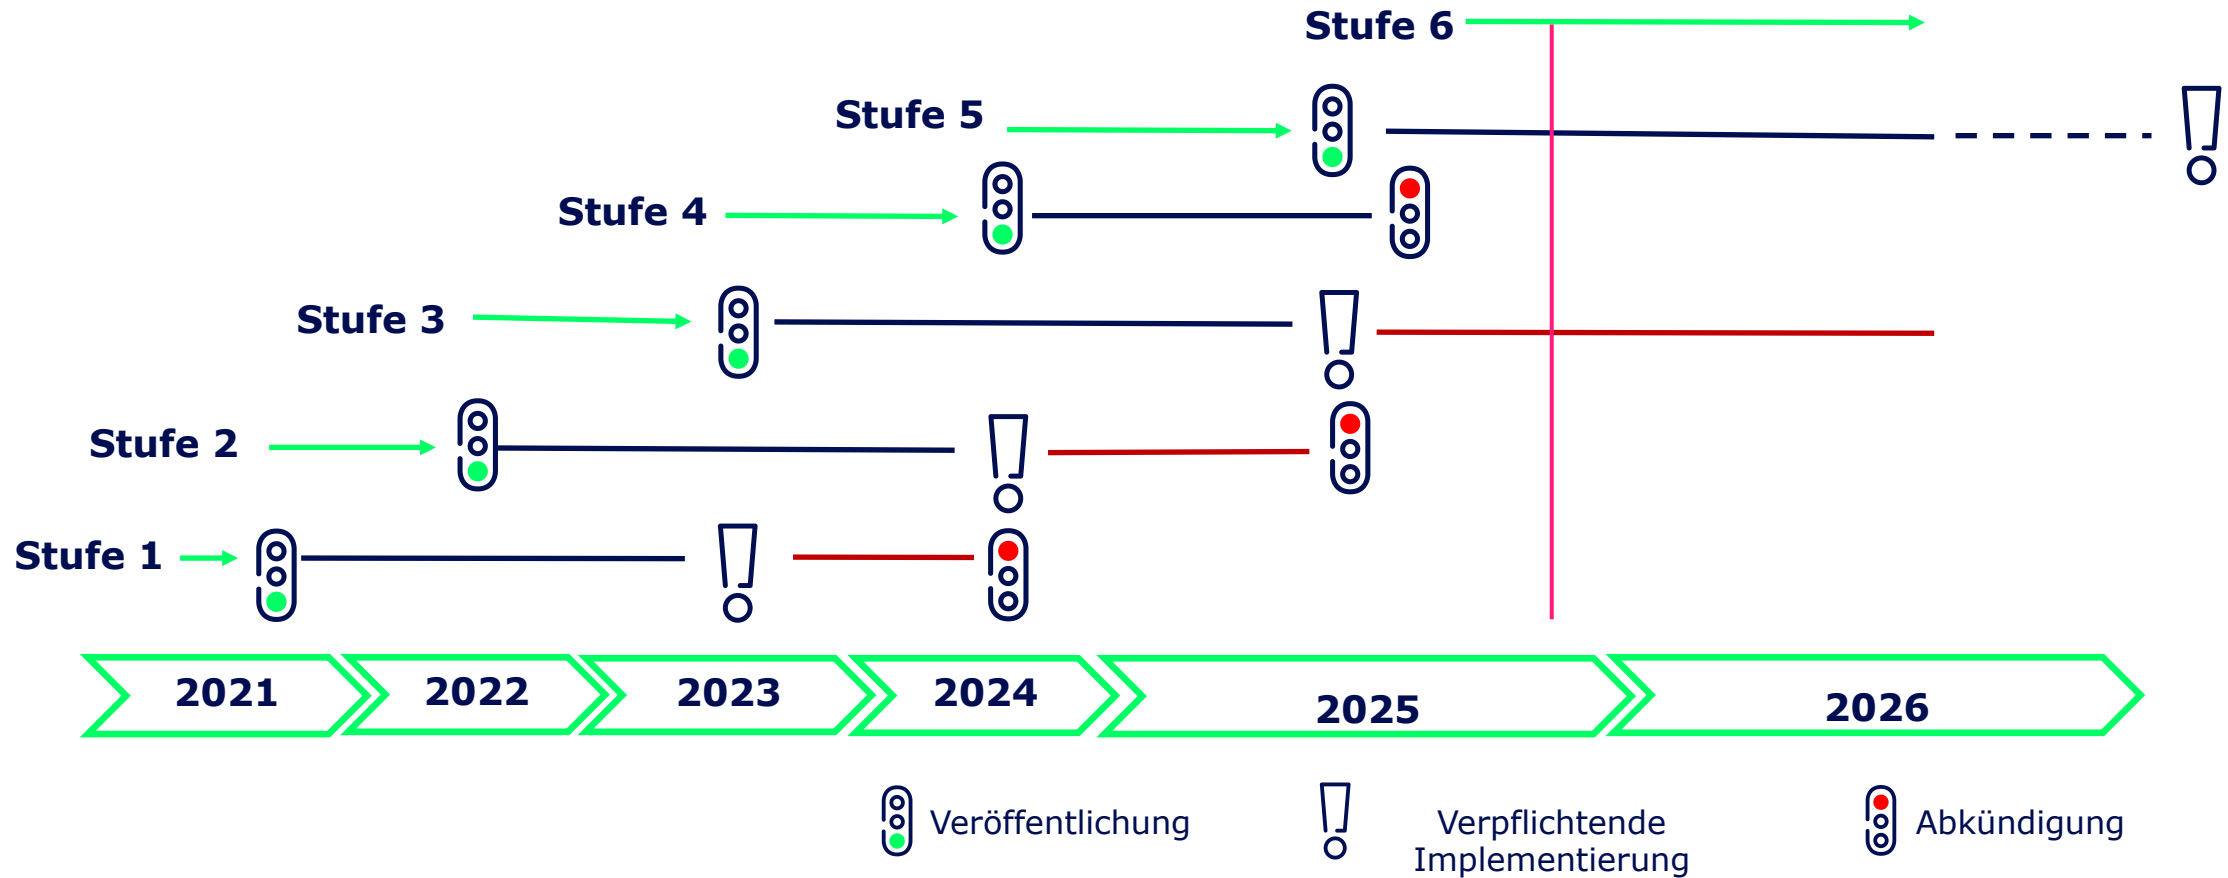 Stufe 6
Stufe 5
Stufe 4
Stufe 3
Stufe 2
Stufe 1
2021
2022
2023
2024
2025
2026
Veröffentlichung
Verpflichtende
Implementierung
Abkündigung